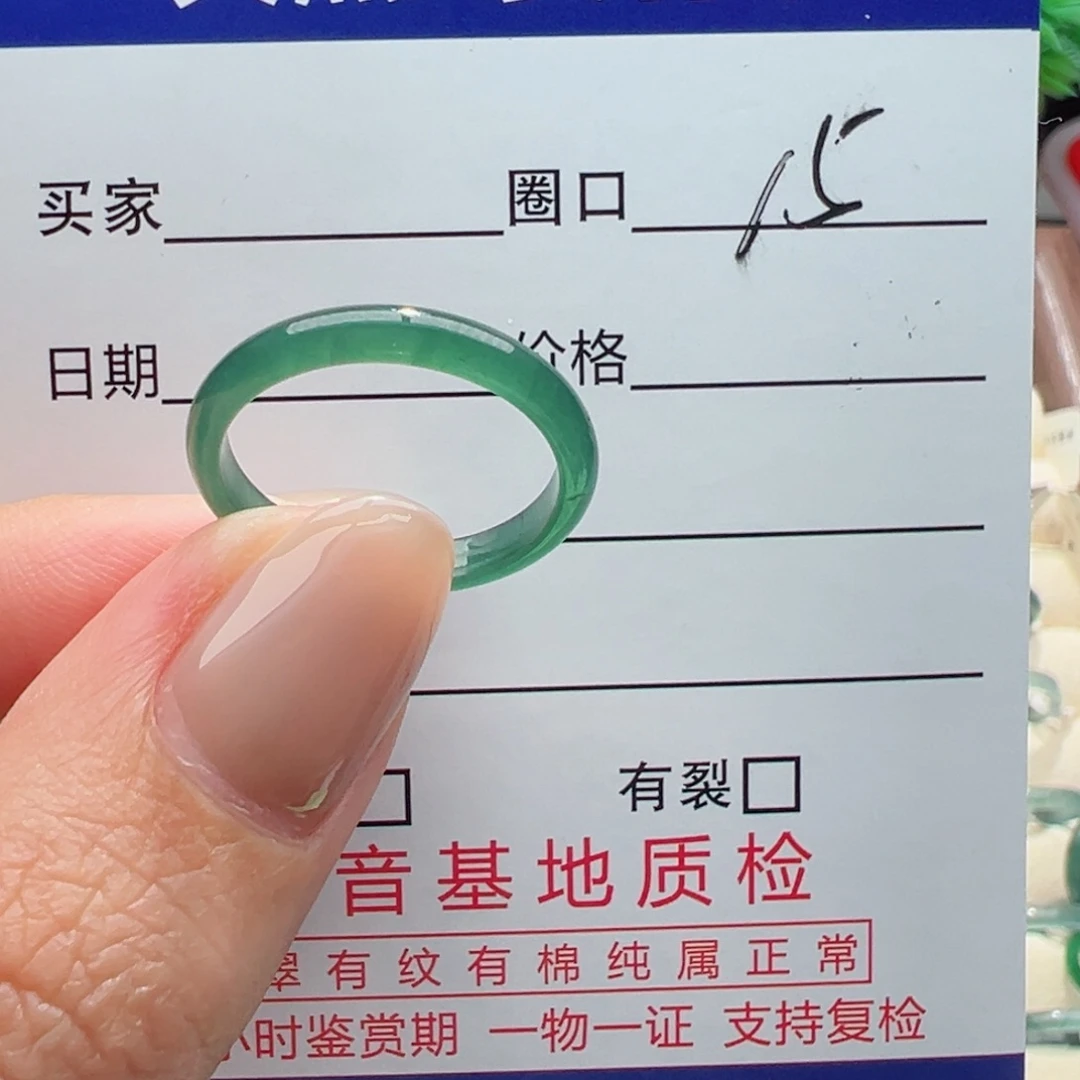 买家 圈口 15
日期 价格
有裂
音基地质检
翠有纹有棉纯属正常
小时鉴赏期 一物一证 支持复检